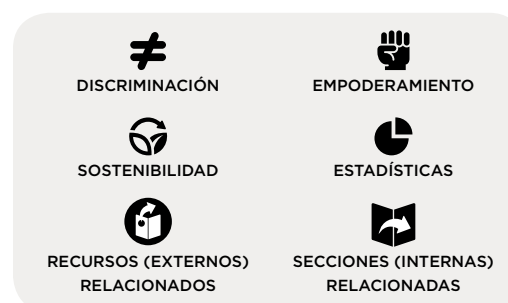 DISCRIMINACIÓN
EMPODERAMIENTO
SOSTENIBILIDAD
ESTADÍSTICAS
RECURSOS (EXTERNOS)
RELACIONADOS
SECCIONES (INTERNAS)
RELACIONADAS